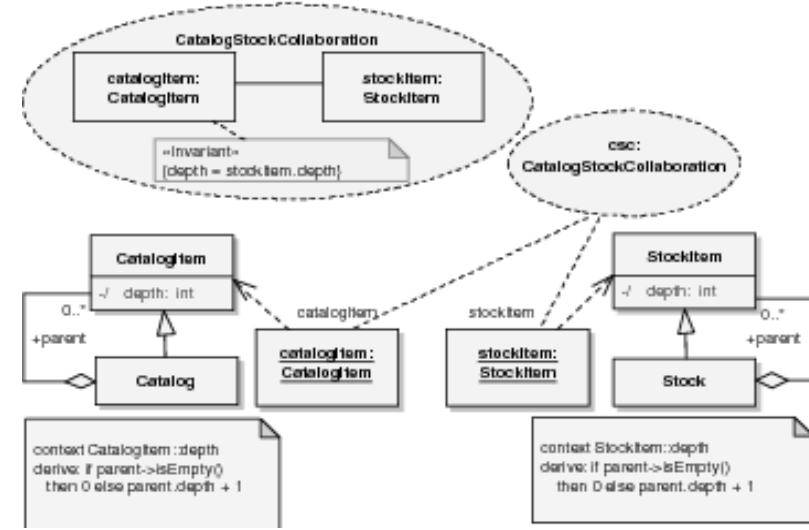 CatalogStockCollaboration
catalogItem:
CatalogItem
stockItem:
StockItem
«Invariant»
{depth = stockItem.depth}
csc:
CatalogStockCollaboration
CatalogItem
-/ depth: int
0..*
+parent
Catalog
catalogItem
catalogItem:
CatalogItem
stockItem
stockItem:
StockItem
StockItem
-/ depth: int
0..*
+parent
Stock
context CatalogItem::depth
derive: if parent->isEmpty()
then 0 else parent.depth + 1
context StockItem::depth
derive: if parent->isEmpty()
then 0 else parent.depth + 1